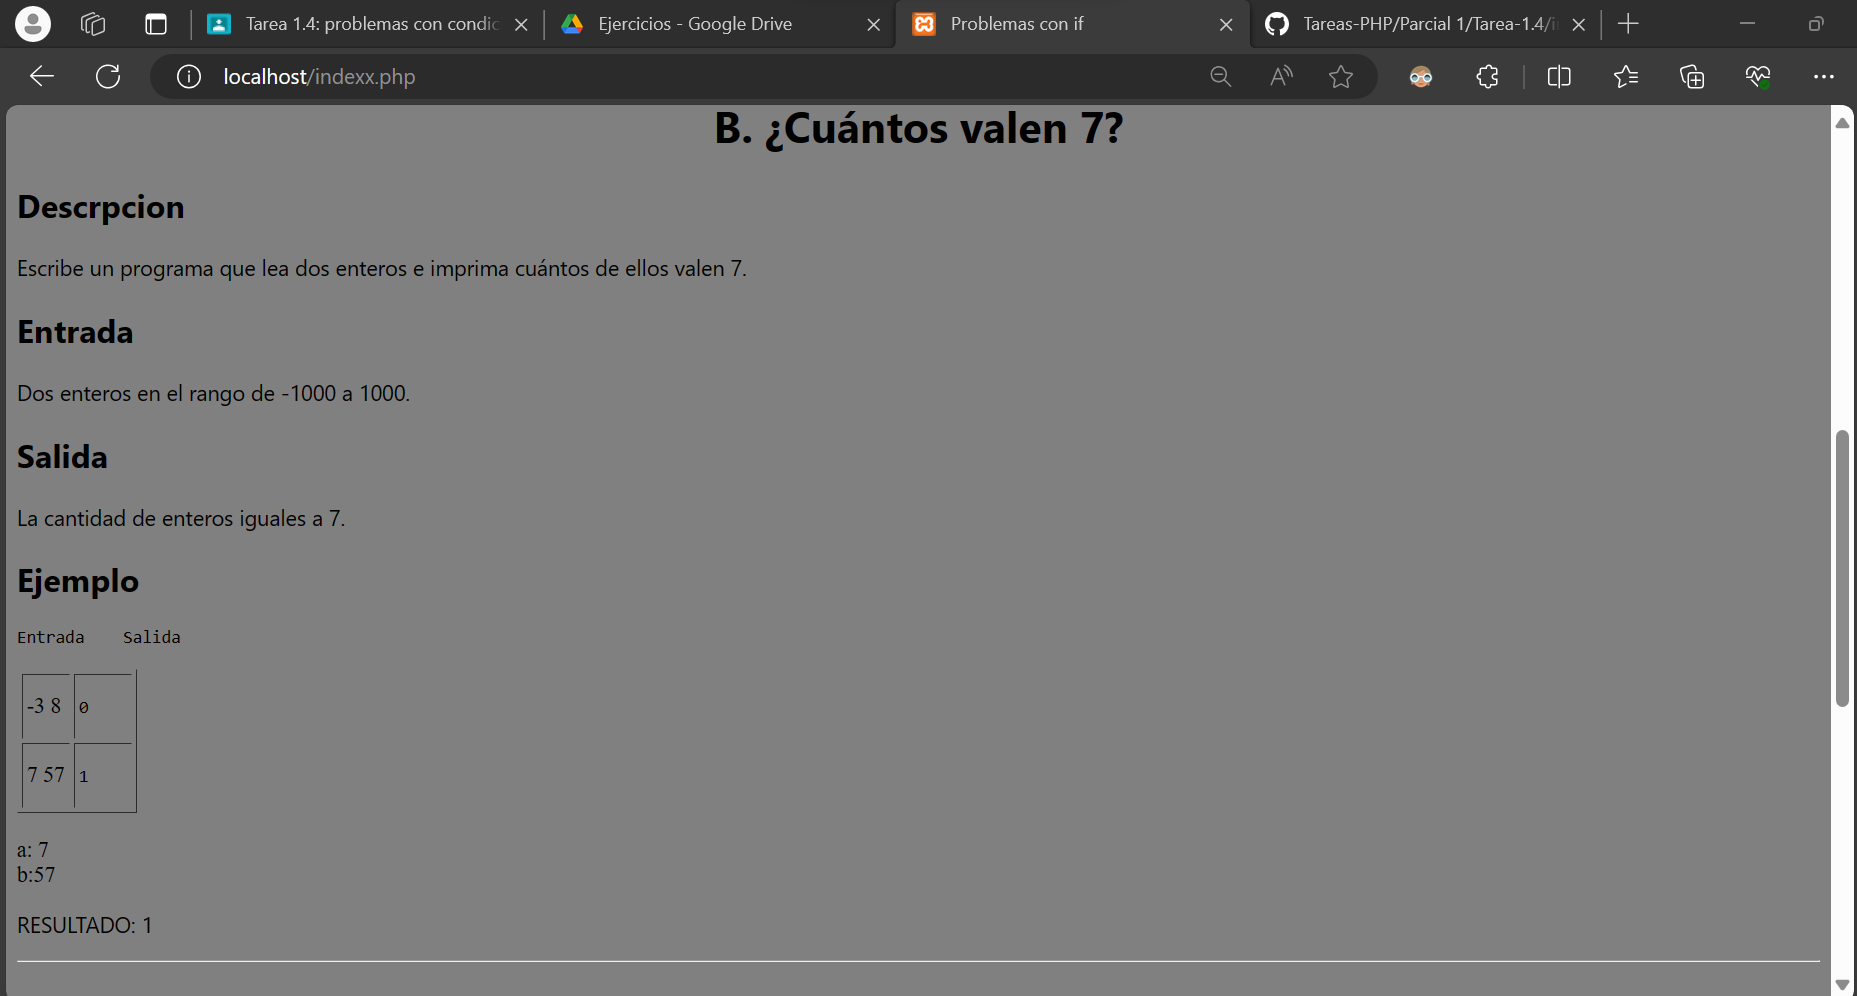 Tarea 1.4: problemas con condic
Ejercicios - Google Drive
Problemas con if
Tareas-PHP/Parcial 1/Tarea-1.4/i
localhost/indexx.php
B. ¿Cuántos valen 7?
Descrpcion
Escribe un programa que lea dos enteros e imprima cuántos de ellos valen 7.
Entrada
Dos enteros en el rango de -1000 a 1000.
Salida
La cantidad de enteros iguales a 7.
Ejemplo
Entrada    Salida
-3 8 0
7 57 1
a: 7
b:57
RESULTADO: 1